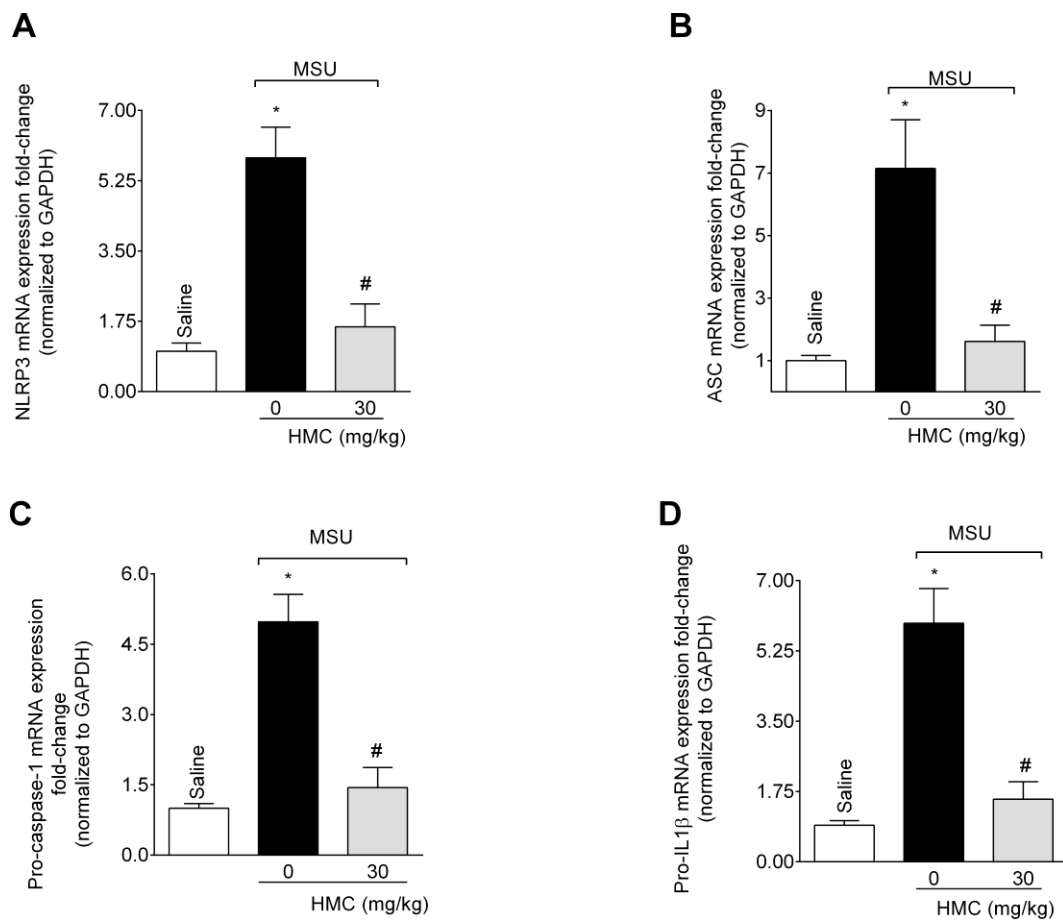 A
MSU
NLRP3 mRNA expression fold-change
(normalized to GAPDH)
7.00
5.25
3.50
1.75
0.00
*
#
Saline
0 30
HMC (mg/kg)
B
MSU
ASC mRNA expression fold-change
(normalized to GAPDH)
9
7
5
3
1
*
#
Saline
0 30
HMC (mg/kg)
C
MSU
Pro-caspase-1 mRNA expression
fold-change
(normalized to GAPDH)
6.0
4.5
3.0
1.5
0.0
*
#
Saline
0 30
HMC (mg/kg)
D
MSU
Pro-IL1β mRNA expression fold-change
(normalized to GAPDH)
7.00
5.25
3.50
1.75
0.00
*
#
Saline
0 30
HMC (mg/kg)